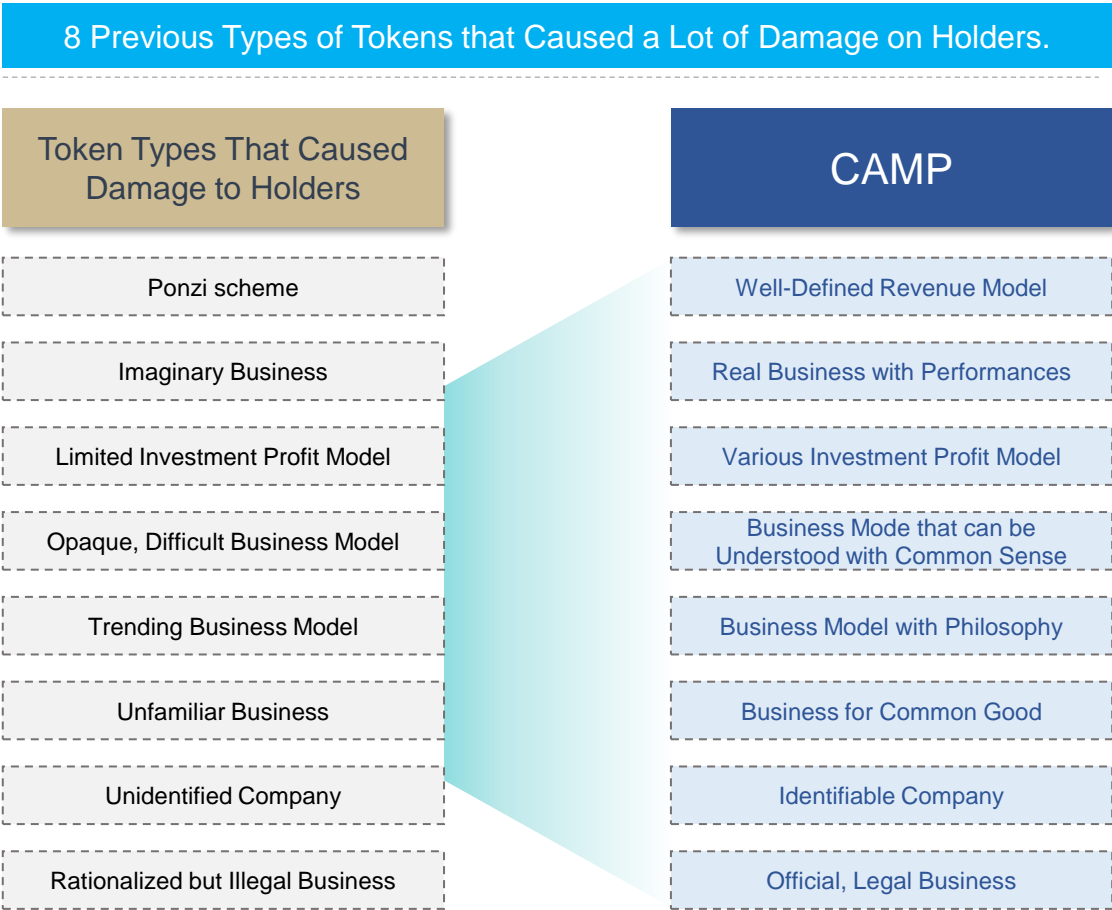 8 Previous Types of Tokens that Caused a Lot of Damage on Holders.
Token Types That Caused
Damage to Holders
CAMP
Ponzi scheme
Well-Defined Revenue Model
Imaginary Business
Real Business with Performances
Limited Investment Profit Model
Various Investment Profit Model
Opaque, Difficult Business Model
Business Mode that can be
Understood with Common Sense
Trending Business Model
Business Model with Philosophy
Unfamiliar Business
Business for Common Good
Unidentified Company
Identifiable Company
Rationalized but Illegal Business
Official, Legal Business